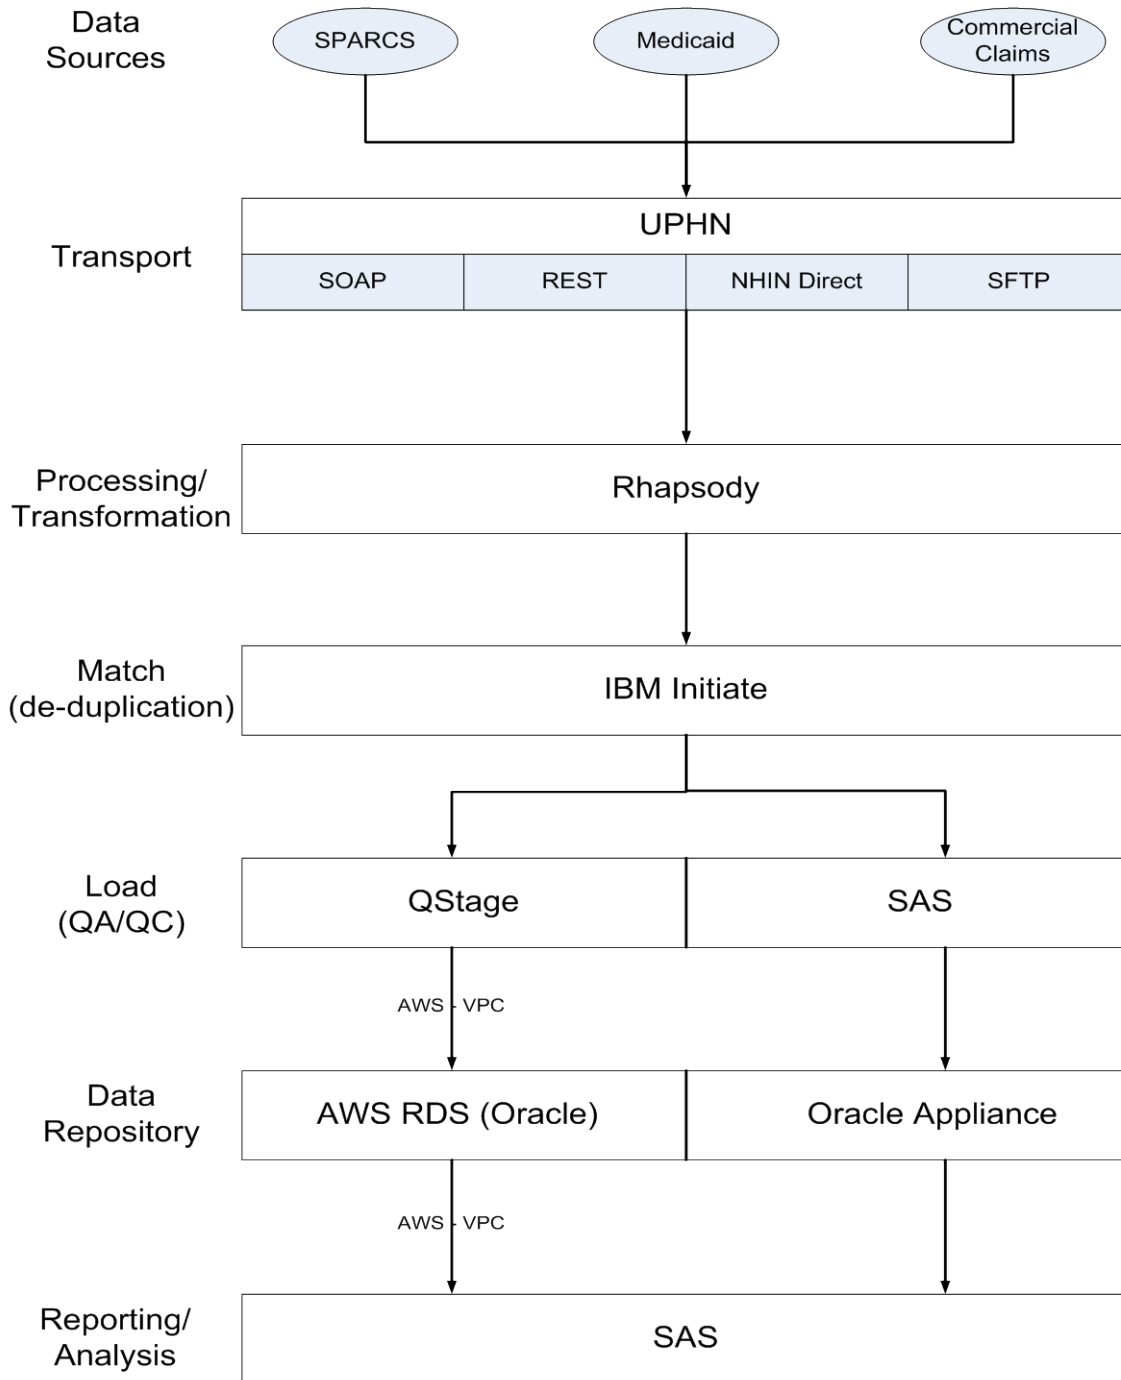 Data
Sources
SPARCS
Medicaid
Commercial
Claims
Transport
UPHN
SOAP
REST
NHIN Direct
SFTP
Processing/
Transformation
Rhapsody
Match
(de-duplication)
IBM Initiate
Load
(QA/QC)
QStage
SAS
AWS - VPC
Data
Repository
AWS RDS (Oracle)
Oracle Appliance
AWS - VPC
Reporting/
Analysis
SAS